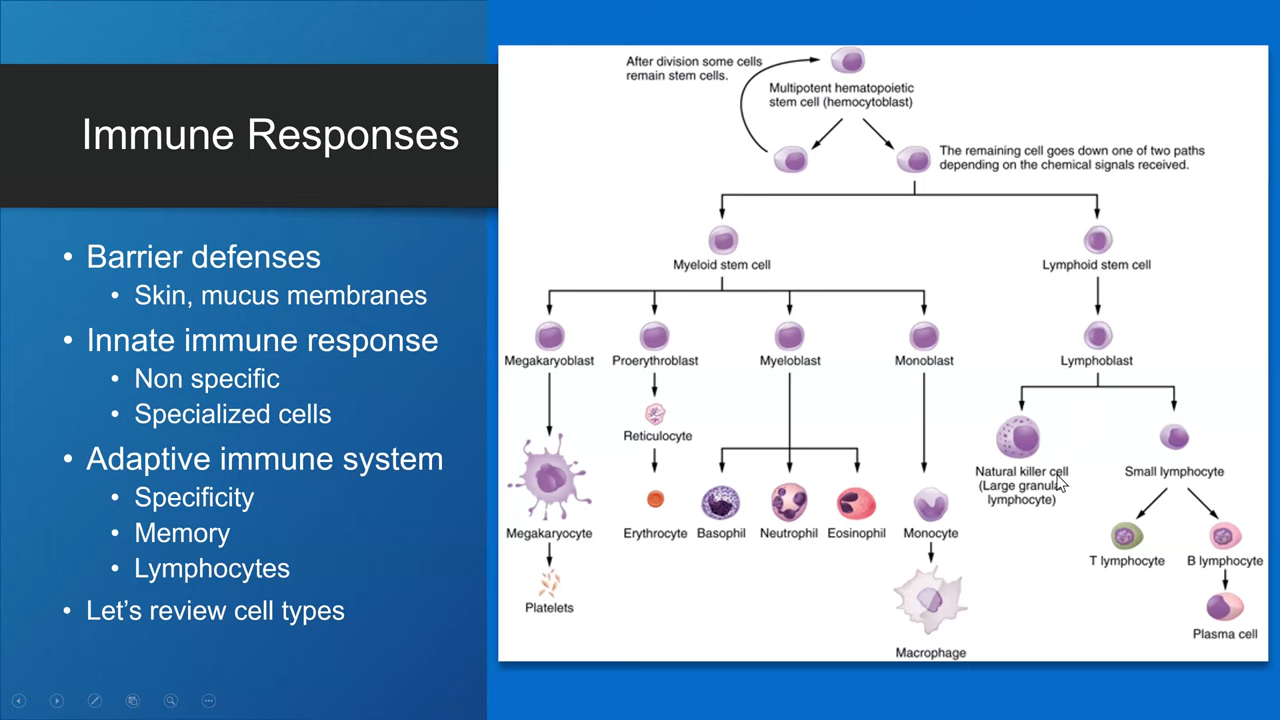 Immune Responses
• Barrier defenses
• Skin, mucus membranes
• Innate immune response
• Non specific
• Specialized cells
• Adaptive immune system
• Specificity
• Memory
• Lymphocytes
• Let’s review cell types
After division some cells
remain stem cells.
Multipotent hematopoietic
stem cell (hemocytoblast)
The remaining cell goes down one of two paths
depending on the chemical signals received.
Myeloid stem cell
Lymphoid stem cell
Megakaryoblast
Proerythroblast
Myeloblast
Monoblast
Lymphoblast
Reticulocyte
Natural killer cell
(Large granular
lymphocyte)
Small lymphocyte
Megakaryocyte
Erythrocyte
Basophil
Neutrophil
Eosinophil
Monocyte
T lymphocyte
B lymphocyte
Platelets
Macrophage
Plasma cell